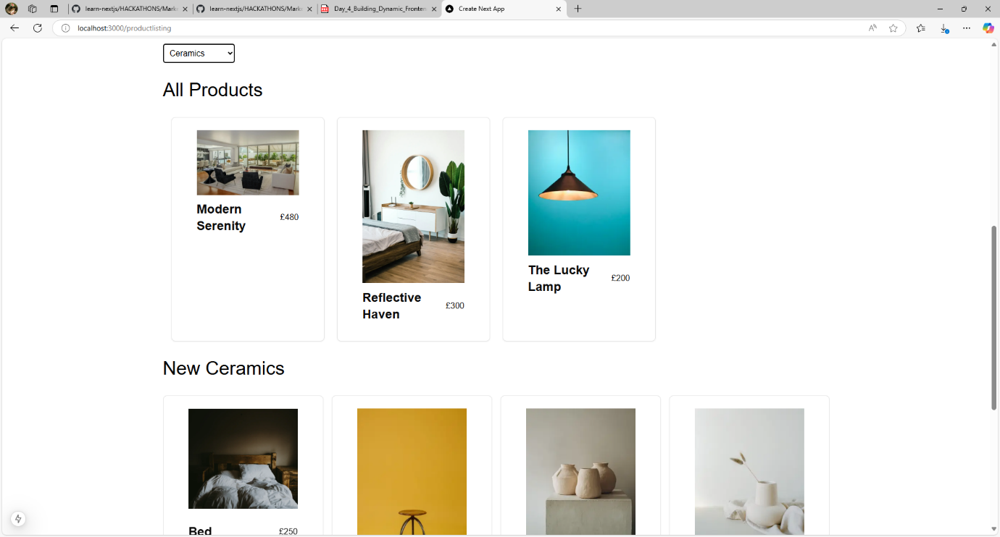 learn-nextjs/HACKATHONS/Marke
learn-nextjs/HACKATHONS/Marke
Day_4_Building_Dynamic_Fronten
Create Next App
localhost:3000/productlisting
Ceramics
All Products
Modern
Serenity
£480
Reflective
Haven
£300
The Lucky
Lamp
£200
New Ceramics
Bed
£250